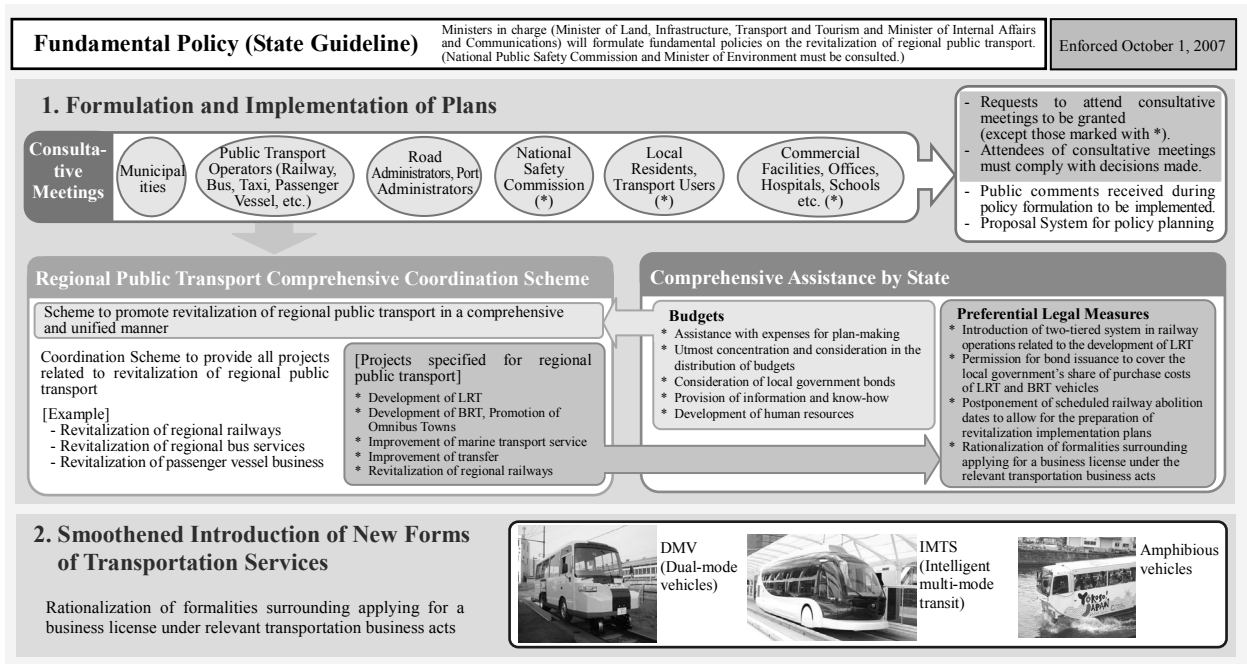 Fundamental Policy (State Guideline)
Ministers in charge (Minister of Land, Infrastructure, Transport and Tourism and Minister of Internal Affairs
and Communications) will formulate fundamental policies on the revitalization of regional public transport.
(National Public Safety Commission and Minister of Environment must be consulted.)
Enforced October 1, 2007
1. Formulation and Implementation of Plans
Consulta-
tive
Meetings
Municipal
ities
Public Transport
Operators (Railway,
Bus, Taxi, Passenger
Vessel, etc.)
Road
Administrators, Port
Administrators
National
Safety
Commission
(*)
Local
Residents,
Transport Users
(*)
Commercial
Facilities, Offices,
Hospitals, Schools
etc. (*)
- Requests to attend consultative
meetings to be granted
(except those marked with *).
- Attendees of consultative meetings
must comply with decisions made.
- Public comments received during
policy formulation to be implemented.
- Proposal System for policy planning
Regional Public Transport Comprehensive Coordination Scheme
Scheme to promote revitalization of regional public transport in a comprehensive
and unified manner
Coordination Scheme to provide all projects
related to revitalization of regional public
transport
[Example]
- Revitalization of regional railways
- Revitalization of regional bus services
- Revitalization of passenger vessel business
[Projects specified for regional
public transport]
* Development of LRT
* Development of BRT, Promotion of
Omnibus Towns
* Improvement of marine transport service
* Improvement of transfer
* Revitalization of regional railways
Comprehensive Assistance by State
Budgets
* Assistance with expenses for plan-making
* Utmost concentration and consideration in the
distribution of budgets
* Consideration of local government bonds
* Provision of information and know-how
* Development of human resources
Preferential Legal Measures
* Introduction of two-tiered system in railway
operations related to the development of LRT
* Permission for bond issuance to cover the
local government's share of purchase costs
of LRT and BRT vehicles
* Postponement of scheduled railway abolition
dates to allow for the preparation of
revitalization implementation plans
* Rationalization of formalities surrounding
applying for a business license under the
relevant transportation business acts
2. Smoothened Introduction of New Forms
of Transportation Services
Rationalization of formalities surrounding applying for a
business license under relevant transportation business acts
DMV
(Dual-mode
vehicles)
IMTS
(Intelligent
multi-mode
transit)
Yokoso!
JAPAN
Amphibious
vehicles